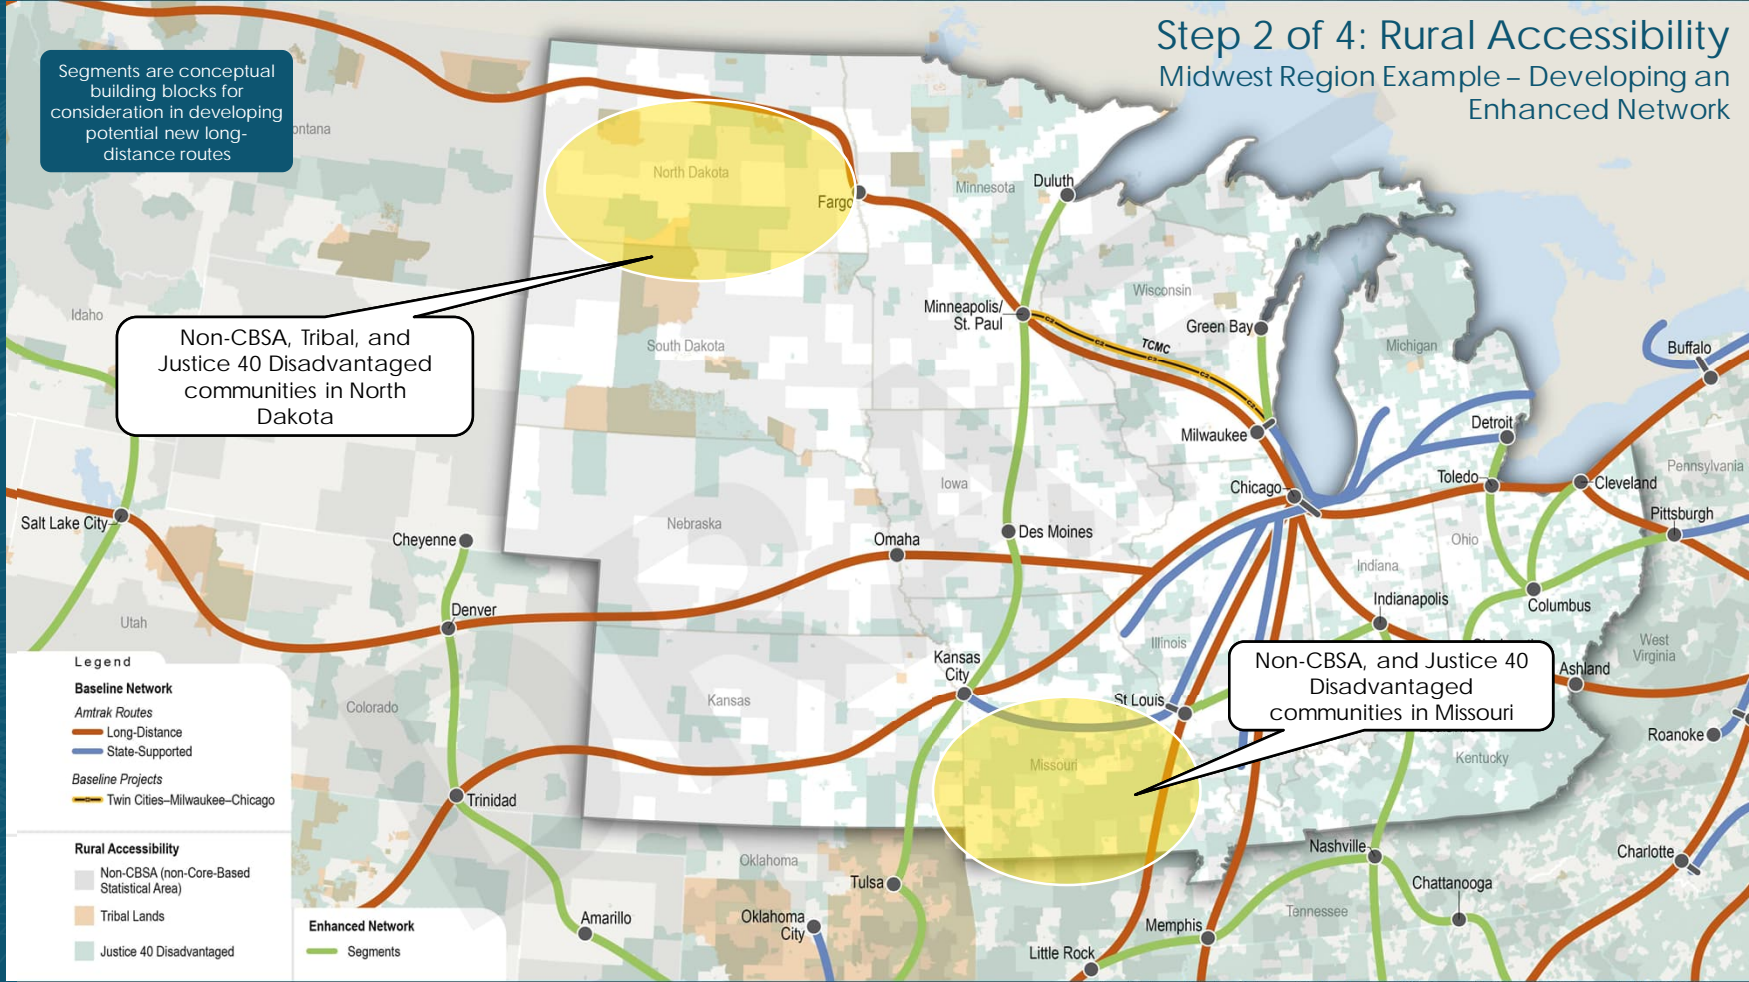 Step 2 of 4: Rural Accessibility
Midwest Region Example – Developing an
Enhanced Network
Segments are conceptual
building blocks for
consideration in developing
potential new long-
distance routes
ontana
North Dakota
Fargo
Minnesota
Duluth
Idaho
Non-CBSA, Tribal, and
Justice 40 Disadvantaged
communities in North
Dakota
South Dakota
Minneapolis/
St. Paul
TCMC
Wisconsin
Green Bay
Michigan
Buffalo
Milwaukee
Detroit
Pennsylvania
Iowa
Chicago
Toledo
Cleveland
Salt Lake City
Cheyenne
Nebraska
Omaha
Des Moines
Pittsburgh
Ohio
Indiana
Utah
Denver
Indianapolis
Columbus
Illinois
West
Virginia
Kansas
City
Non-CBSA, and Justice 40
Disadvantaged
communities in Missouri
Ashland
Colorado
Kansas
St Louis
Roanoke
Missouri
Kentucky
Trinidad
Nashville
Charlotte
Oklahoma
Tulsa
Chattanooga
Amarillo
Oklahoma
City
Memphis
Tennessee
Little Rock
Legend
Baseline Network
Amtrak Routes
Long-Distance
State-Supported
Baseline Projects
Twin Cities–Milwaukee–Chicago
Rural Accessibility
Non-CBSA (non-Core-Based
Statistical Area)
Tribal Lands
Justice 40 Disadvantaged
Enhanced Network
Segments